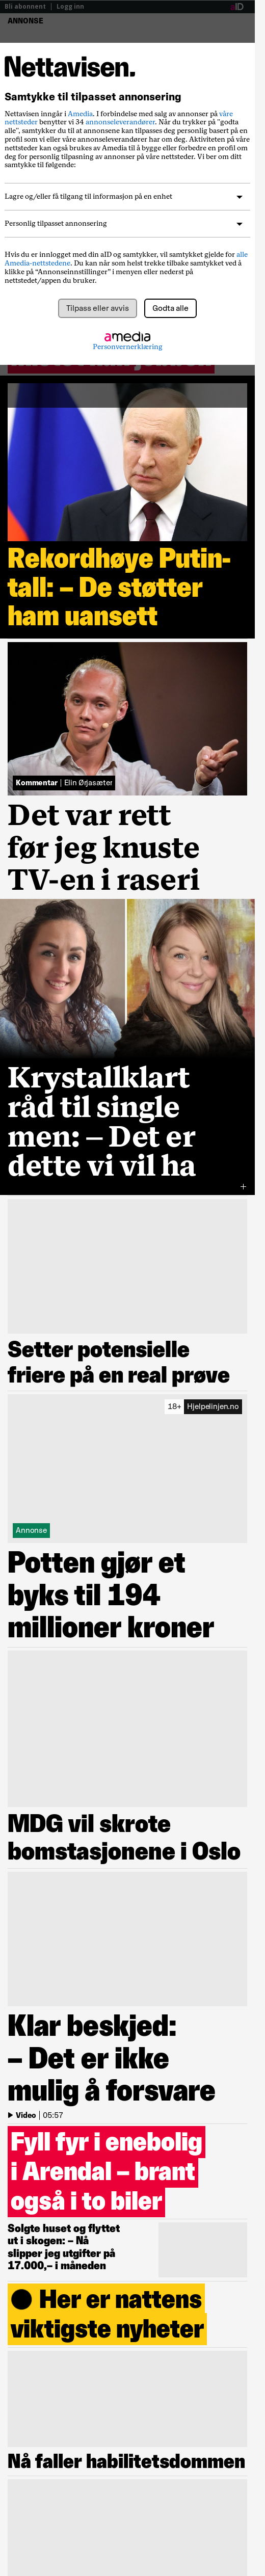 Bli abonnent | Logg inn
aID
ANNONSE
Nettavisen.
Samtykke til tilpasset annonsering
Nettavisen inngår i Amedia. I forbindelse med salg av annonser på våre
nettsteder benytter vi 34 annonseleverandører. Når du trykker på "godta
alle", samtykker du til at annonsene kan tilpasses deg personlig basert på en
profil som vi eller våre annonseleverandører har om deg. Aktiviteten på våre
nettsteder kan også brukes av Amedia til å bygge eller forbedre en profil om
deg for personlig tilpasning av annonser på våre nettsteder. Vi ber om ditt
samtykke til følgende:
Lagre og/eller få tilgang til informasjon på en enhet
Personlig tilpasset annonsering
Hvis du er innlogget med din aID og samtykker, vil samtykket gjelde for alle
Amedia-nettstedene. Du kan når som helst trekke tilbake samtykket ved å
klikke på “Annonseinnstillinger” i menyen eller nederst på
nettstedet/appen du bruker.
Tilpass eller avvis
Godta alle
amedia
Personvernerklæring
Rekordhøye Putin-
tall: – De støtter
ham uansett
Kommentar | Elin Ørjasæter
Det var rett
før jeg knuste
TV-en i raseri
Krystallklart
råd til single
men: – Det er
dette vi vil ha
+
Setter potensielle
friere på en real prøve
18+ Hjelpelinjen.no
Annonse
Potten gjør et
byks til 194
millioner kroner
MDG vil skrote
bomstasjonene i Oslo
Klar beskjed:
– Det er ikke
mulig å forsvare
Video | 05:57
Fyll fyr i enebolig
i Arendal – brant
også i to biler
Solgte huset og flyttet
ut i skogen: – Nå
slipper jeg utgifter på
17.000,– i måneden
● Her er nattens
viktigste nyheter
Nå faller habilitetsdommen